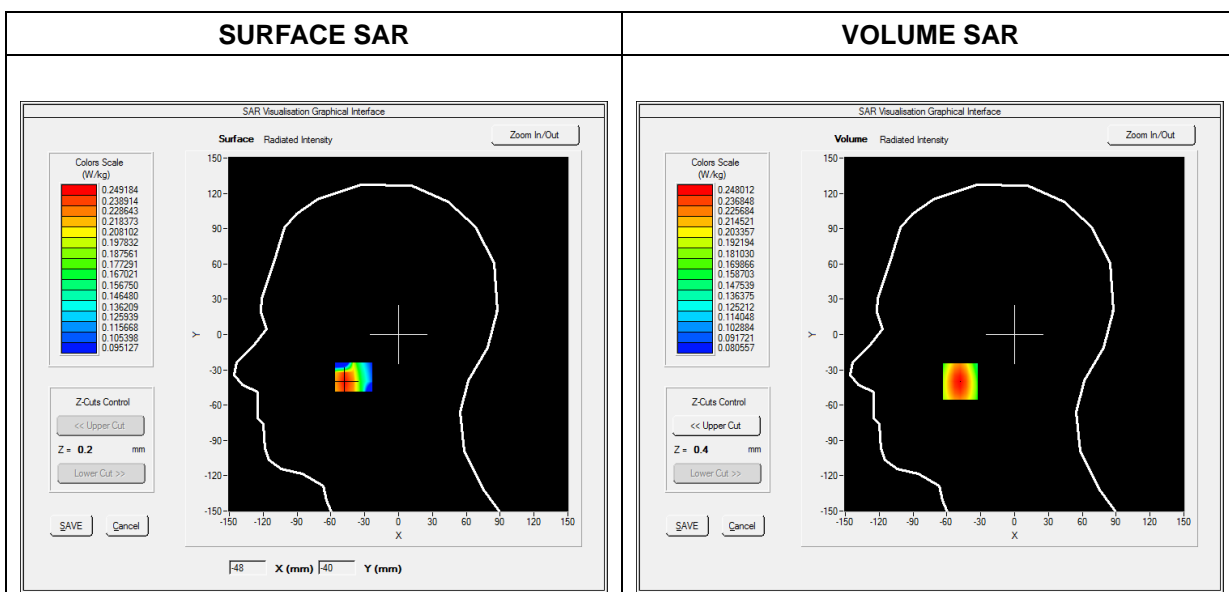 SURFACE SAR
VOLUME SAR
SAR Visualisation Graphical Interface
Surface Radiated Intensity
Zoom In/Out
Colors Scale
(W/kg)
0.249184
0.238914
0.228643
0.218373
0.208102
0.197832
0.187561
0.177291
0.167021
0.156750
0.146480
0.136209
0.125939
0.115668
0.105398
0.095127
Z-Cuts Control
<< Upper Cut
Z = 0.2 mm
Lower Cut >>
SAVE Cancel
150
120
90
60
30
0
-30
-60
-90
-120
-150
Y
-150 -120 -90 -60 -30 0 30 60 90 120 150
X
-48 X (mm) -40 Y (mm)
SAR Visualisation Graphical Interface
Volume Radiated Intensity
Zoom In/Out
Colors Scale
(W/kg)
0.248012
0.236848
0.225684
0.214521
0.203357
0.192194
0.181030
0.169866
0.158703
0.147539
0.136375
0.125212
0.114048
0.102884
0.091721
0.080557
Z-Cuts Control
<< Upper Cut
Z = 0.4 mm
Lower Cut >>
SAVE Cancel
150
120
90
60
30
0
-30
-60
-90
-120
-150
Y
-150 -120 -90 -60 -30 0 30 60 90 120 150
X